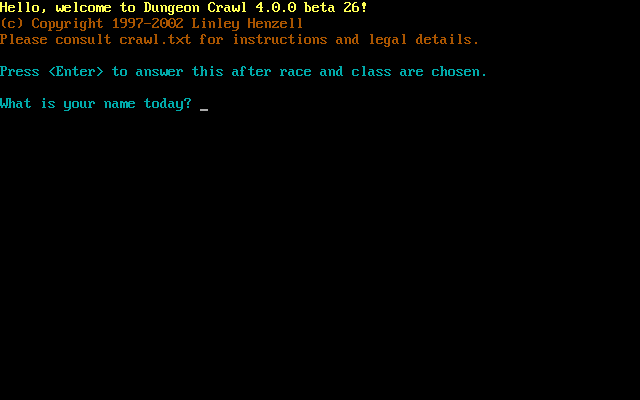 Hello, welcome to Dungeon Crawl 4.0.0 beta 26!
(c) Copyright 1997-2002 Linley Henzell
Please consult crawl.txt for instructions and legal details.
Press <Enter> to answer this after race and class are chosen.
What is your name today? _